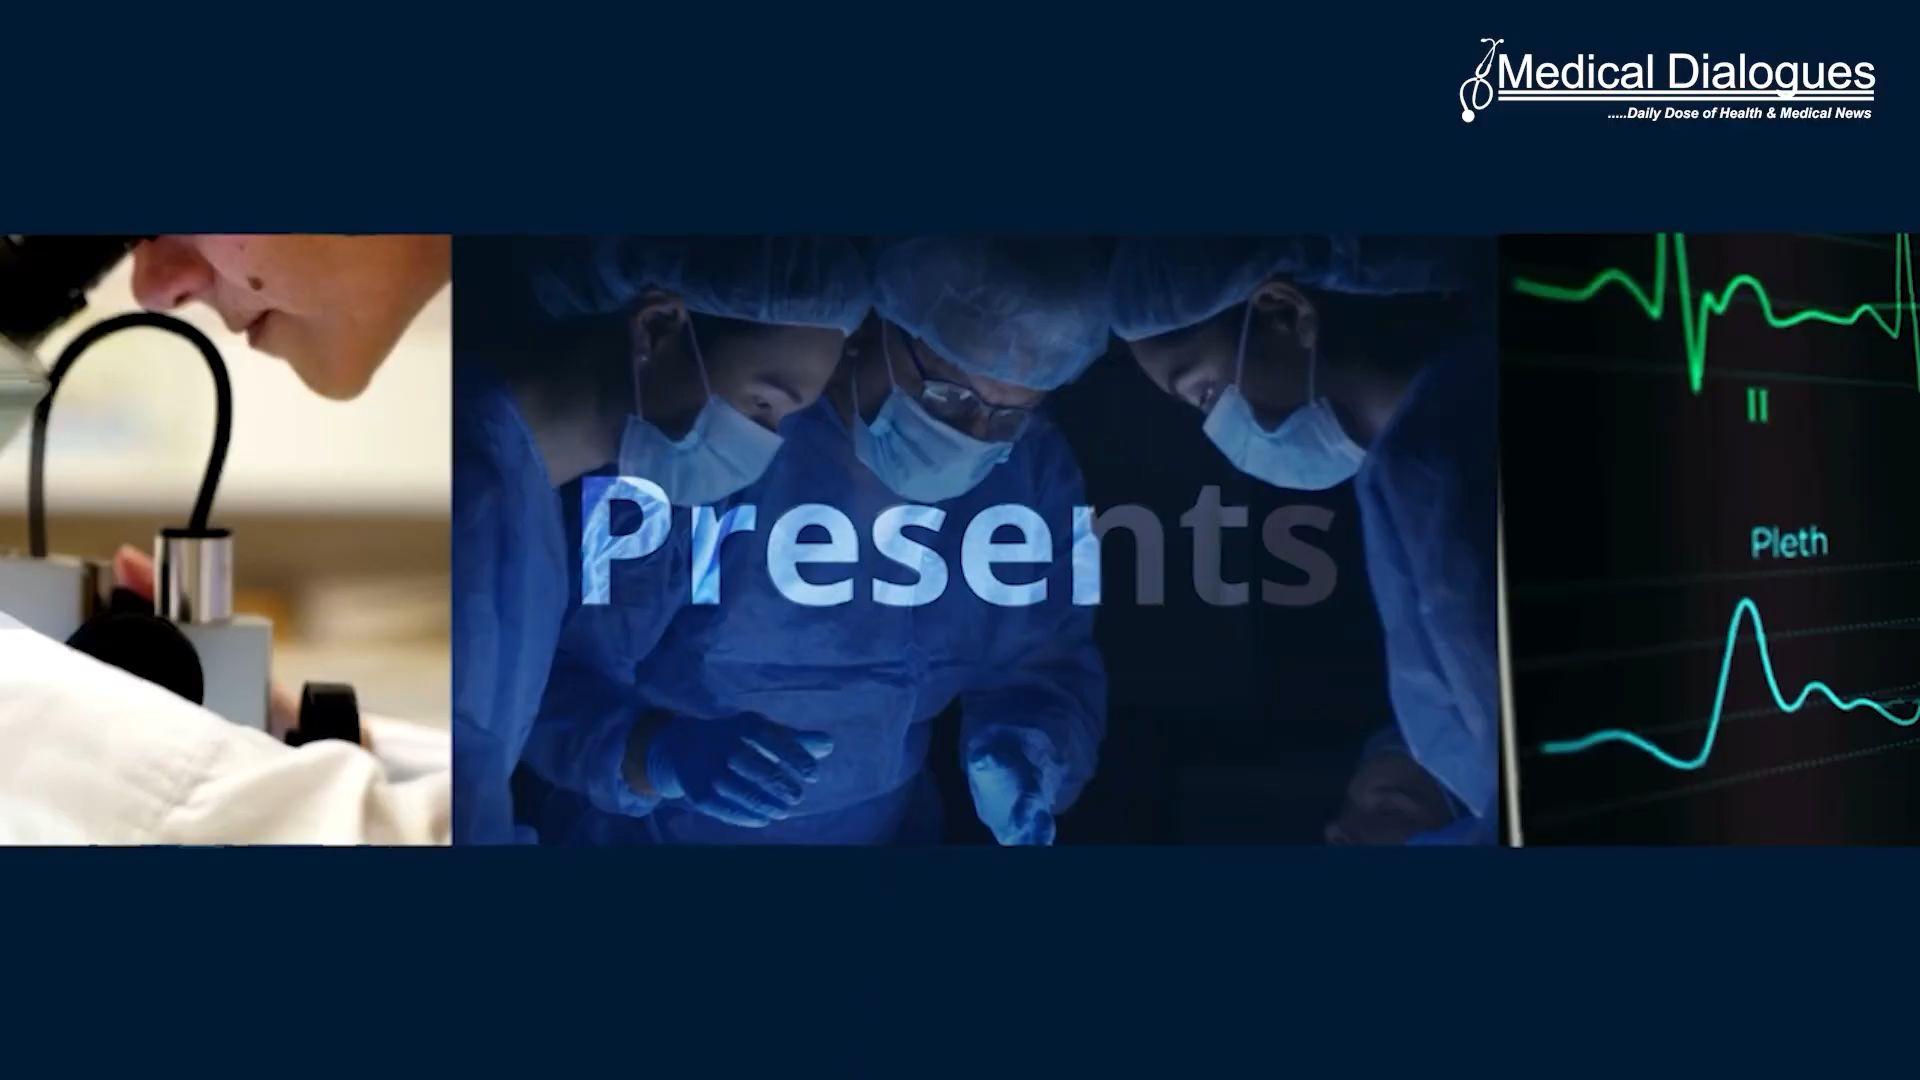 Medical Dialogues
.....Daily Dose of Health & Medical News
Presents
II
Pleth